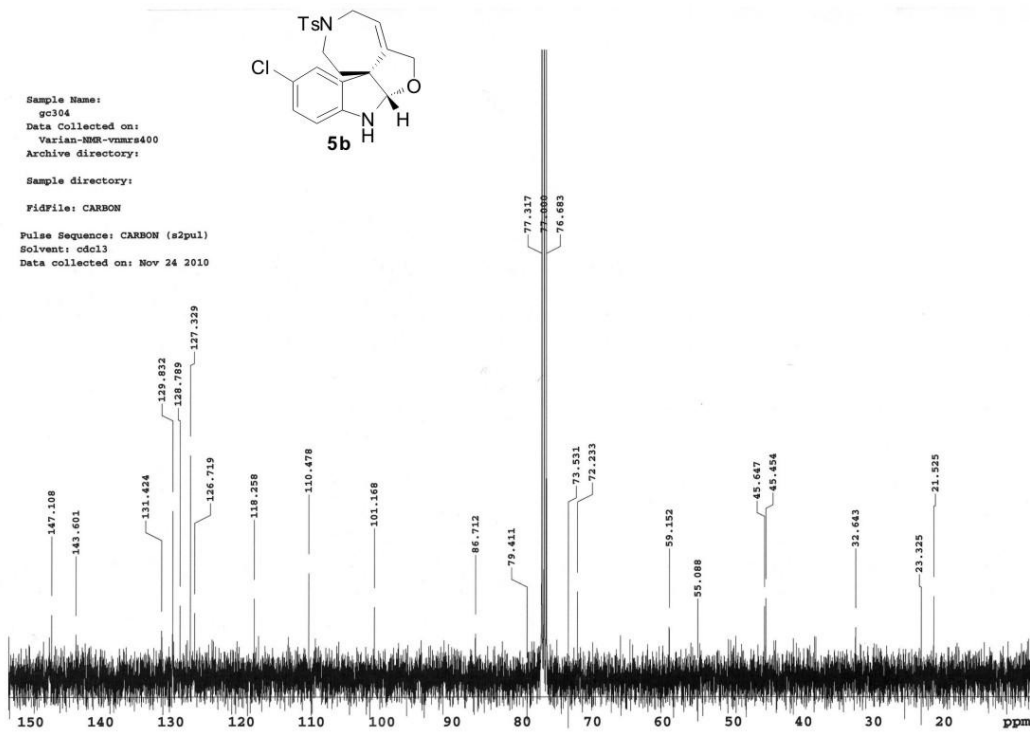 TsN
Cl
O
N
H
H
5b
Sample Name:
gc304
Data Collected on:
Varian-NMR-vnmrs400
Archive directory:
Sample directory:
FidFile: CARBON
Pulse Sequence: CARBON (s2pul)
Solvent: cdcl3
Data collected on: Nov 24 2010
147.108
143.601
131.424
129.832
128.789
127.329
126.719
118.258
110.478
101.168
86.712
79.411
77.317
77.000
76.683
73.531
72.233
59.152
55.088
45.647
45.454
32.643
23.325
21.525
150 140 130 120 110 100 90 80 70 60 50 40 30 20 ppm